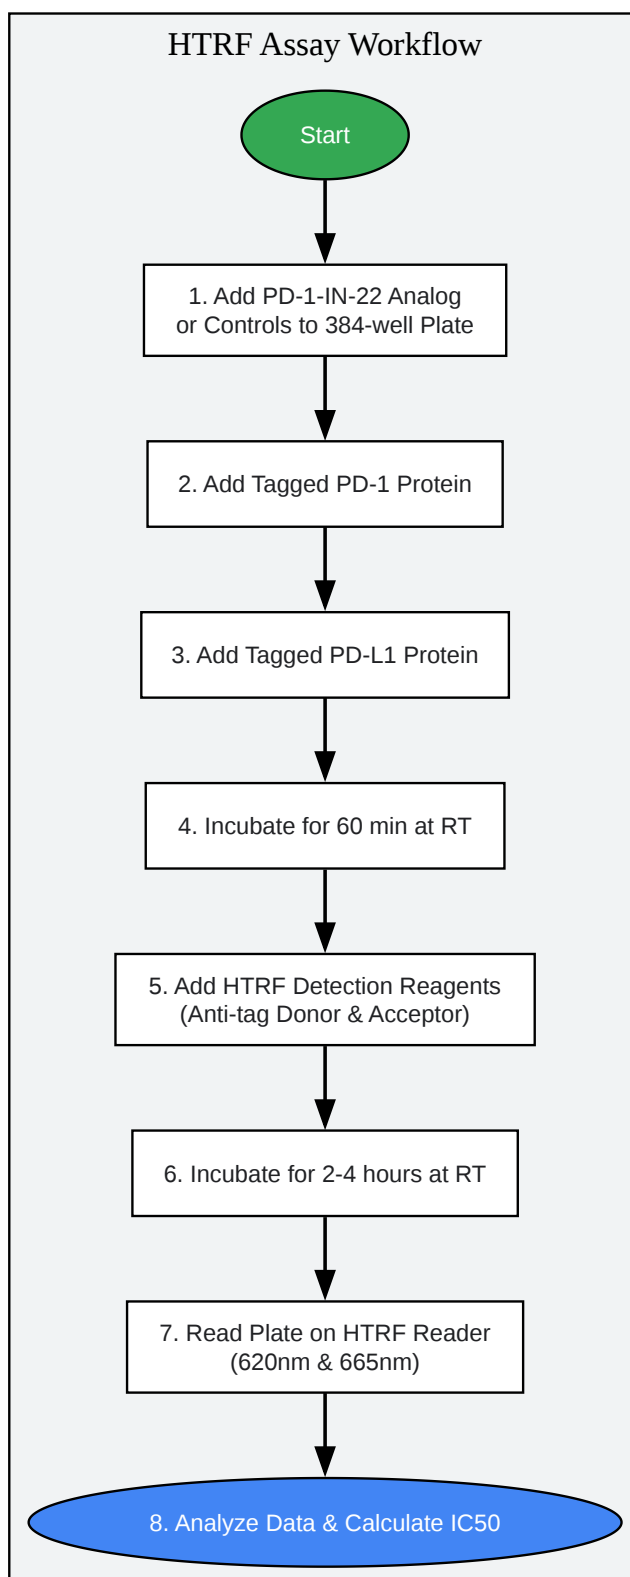 HTRF Assay Workflow
Start
1. Add PD-1-IN-22 Analog
or Controls to 384-well Plate
2. Add Tagged PD-1 Protein
3. Add Tagged PD-L1 Protein
4. Incubate for 60 min at RT
5. Add HTRF Detection Reagents
(Anti-tag Donor & Acceptor)
6. Incubate for 2-4 hours at RT
7. Read Plate on HTRF Reader
(620nm & 665nm)
8. Analyze Data & Calculate IC50